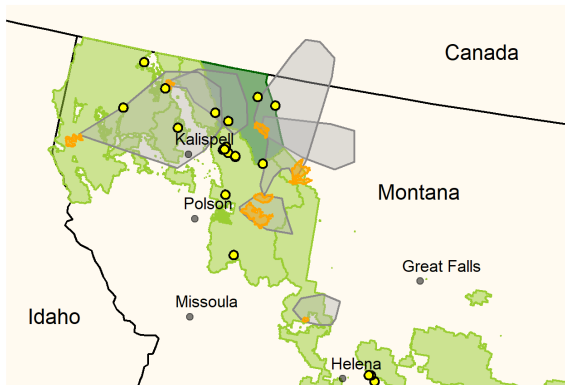 Canada
Kalispell
Montana
Polson
Great Falls
Missoula
Idaho
Helena